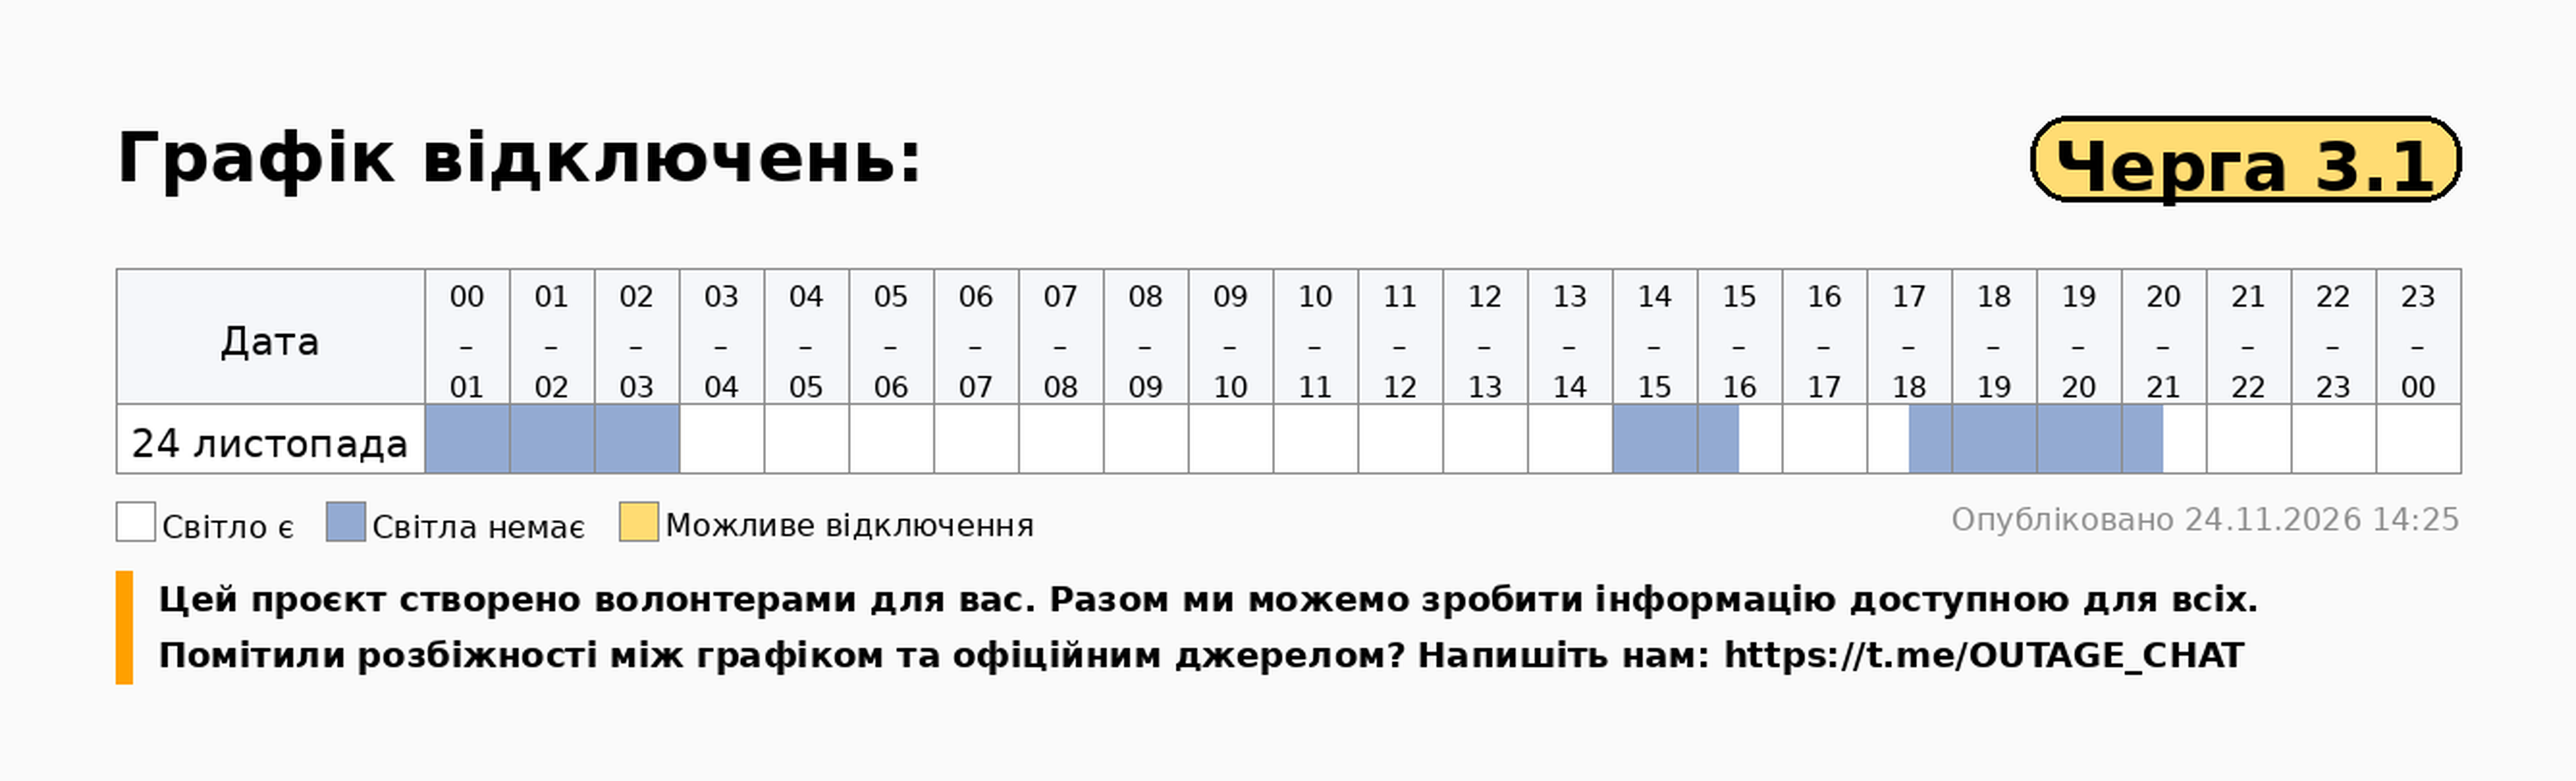 Графік відключень:
Черга 3.1
Дата
00 – 01
01 – 02
02 – 03
03 – 04
04 – 05
05 – 06
06 – 07
07 – 08
08 – 09
09 – 10
10 – 11
11 – 12
12 – 13
13 – 14
14 – 15
15 – 16
16 – 17
17 – 18
18 – 19
19 – 20
20 – 21
21 – 22
22 – 23
23 – 00
24 листопада
Світло є
Світла немає
Можливе відключення
Опубліковано 24.11.2026 14:25
Цей проєкт створено волонтерами для вас. Разом ми можемо зробити інформацію доступною для всіх.
Помітили розбіжності між графіком та офіційним джерелом? Напишіть нам: https://t.me/OUTAGE_CHAT